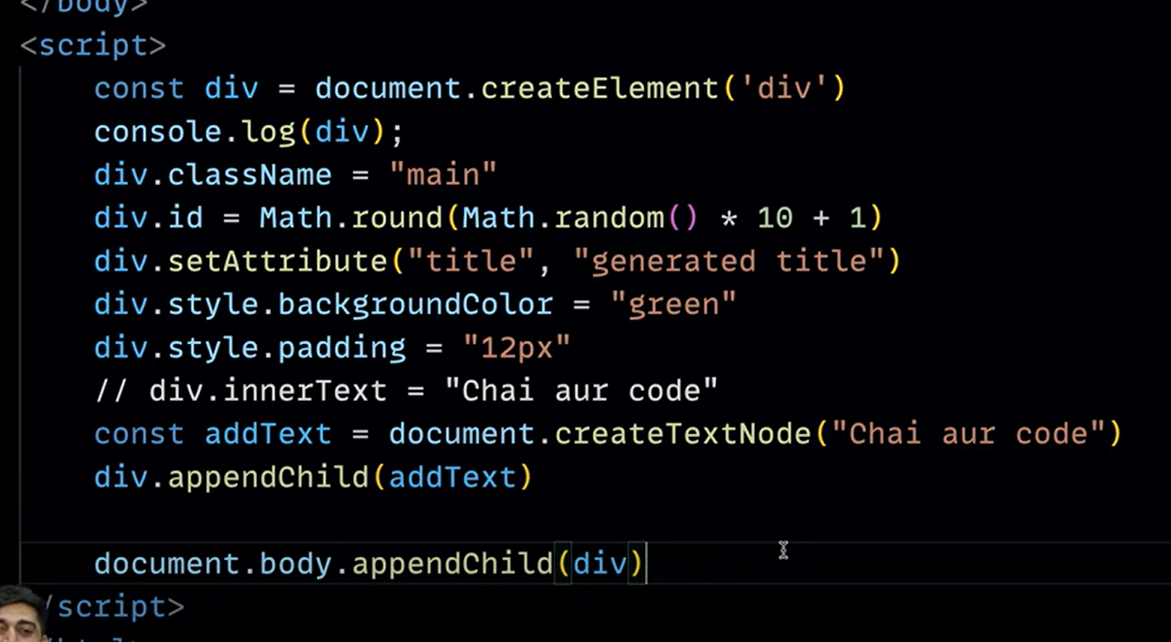 </body>
<script>
const div = document.createElement('div')
console.log(div);
div.className = "main"
div.id = Math.round(Math.random() * 10 + 1)
div.setAttribute("title", "generated title")
div.style.backgroundColor = "green"
div.style.padding = "12px"
// div.innerText = "Chai aur code"
const addText = document.createTextNode("Chai aur code")
div.appendChild(addText)
document.body.appendChild(div)
/script>